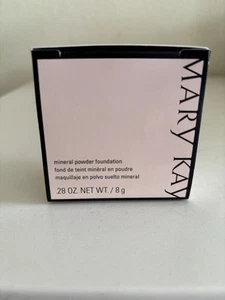 MARY KAY
mineral powder foundation
fond de teint minéral en poudre
maquillaje en polvo suelto mineral
.28 OZ. NET WT. / 8 g